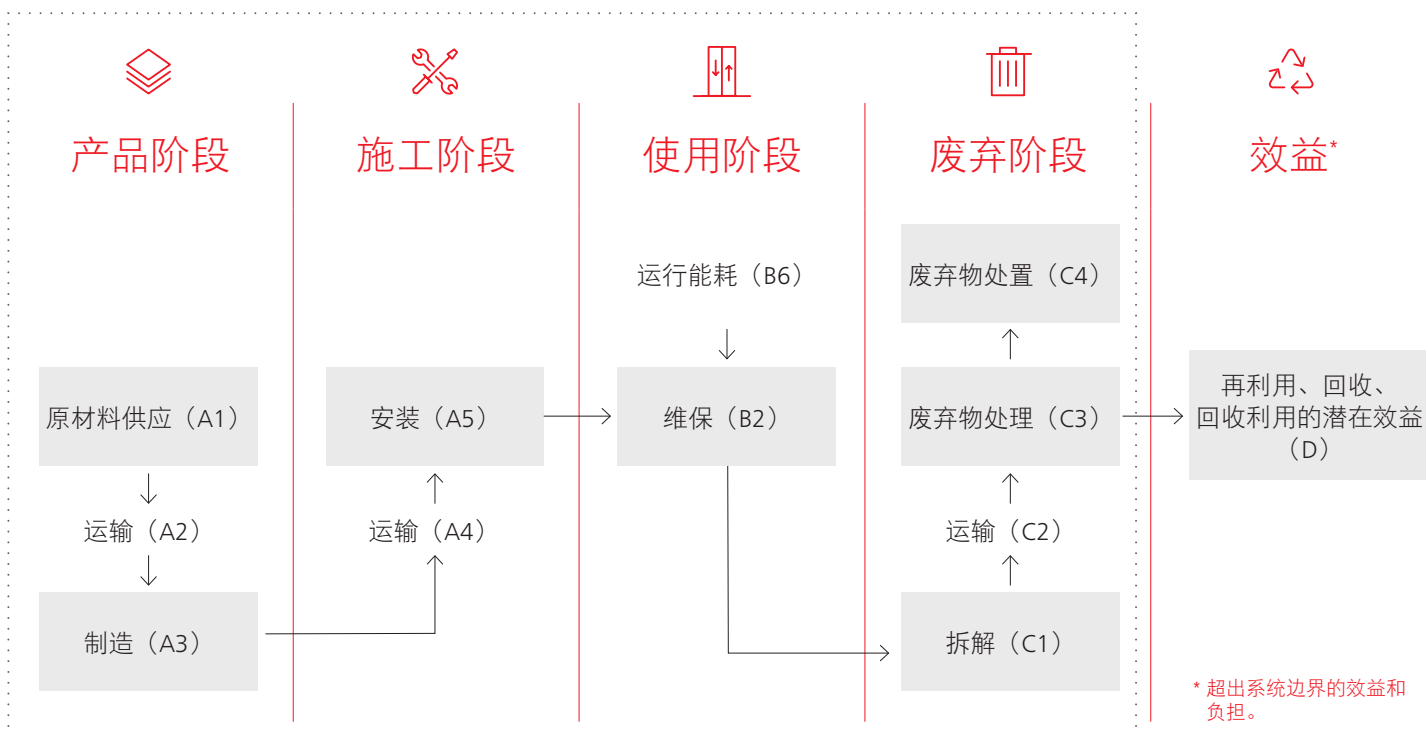 产品阶段
施工阶段
使用阶段
废弃阶段
效益*
运行能耗（B6）
废弃物处置（C4）
原材料供应（A1）
安装（A5）
维保（B2）
废弃物处理（C3）
再利用、回收、
回收利用的潜在效益
（D）
运输（A2）
运输（A4）
运输（C2）
制造（A3）
拆解（C1）
* 超出系统边界的效益和
负担。